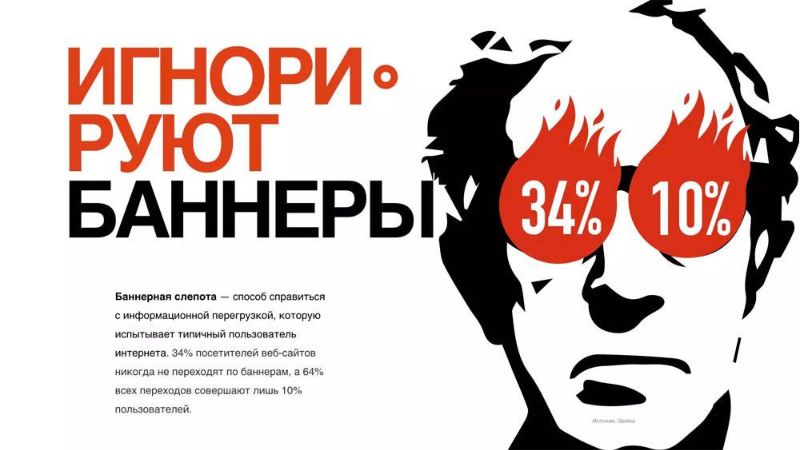 ИГНОРИ
РУЮТ
БАННЕРЫ
34%
10%
Баннерная слепота — способ справиться
с информационной перегрузкой, которую
испытывает типичный пользователь
интернета. 34% посетителей веб-сайтов
никогда не переходят по баннерам, а 64%
всех переходов совершают лишь 10%
пользователей.
Источник: